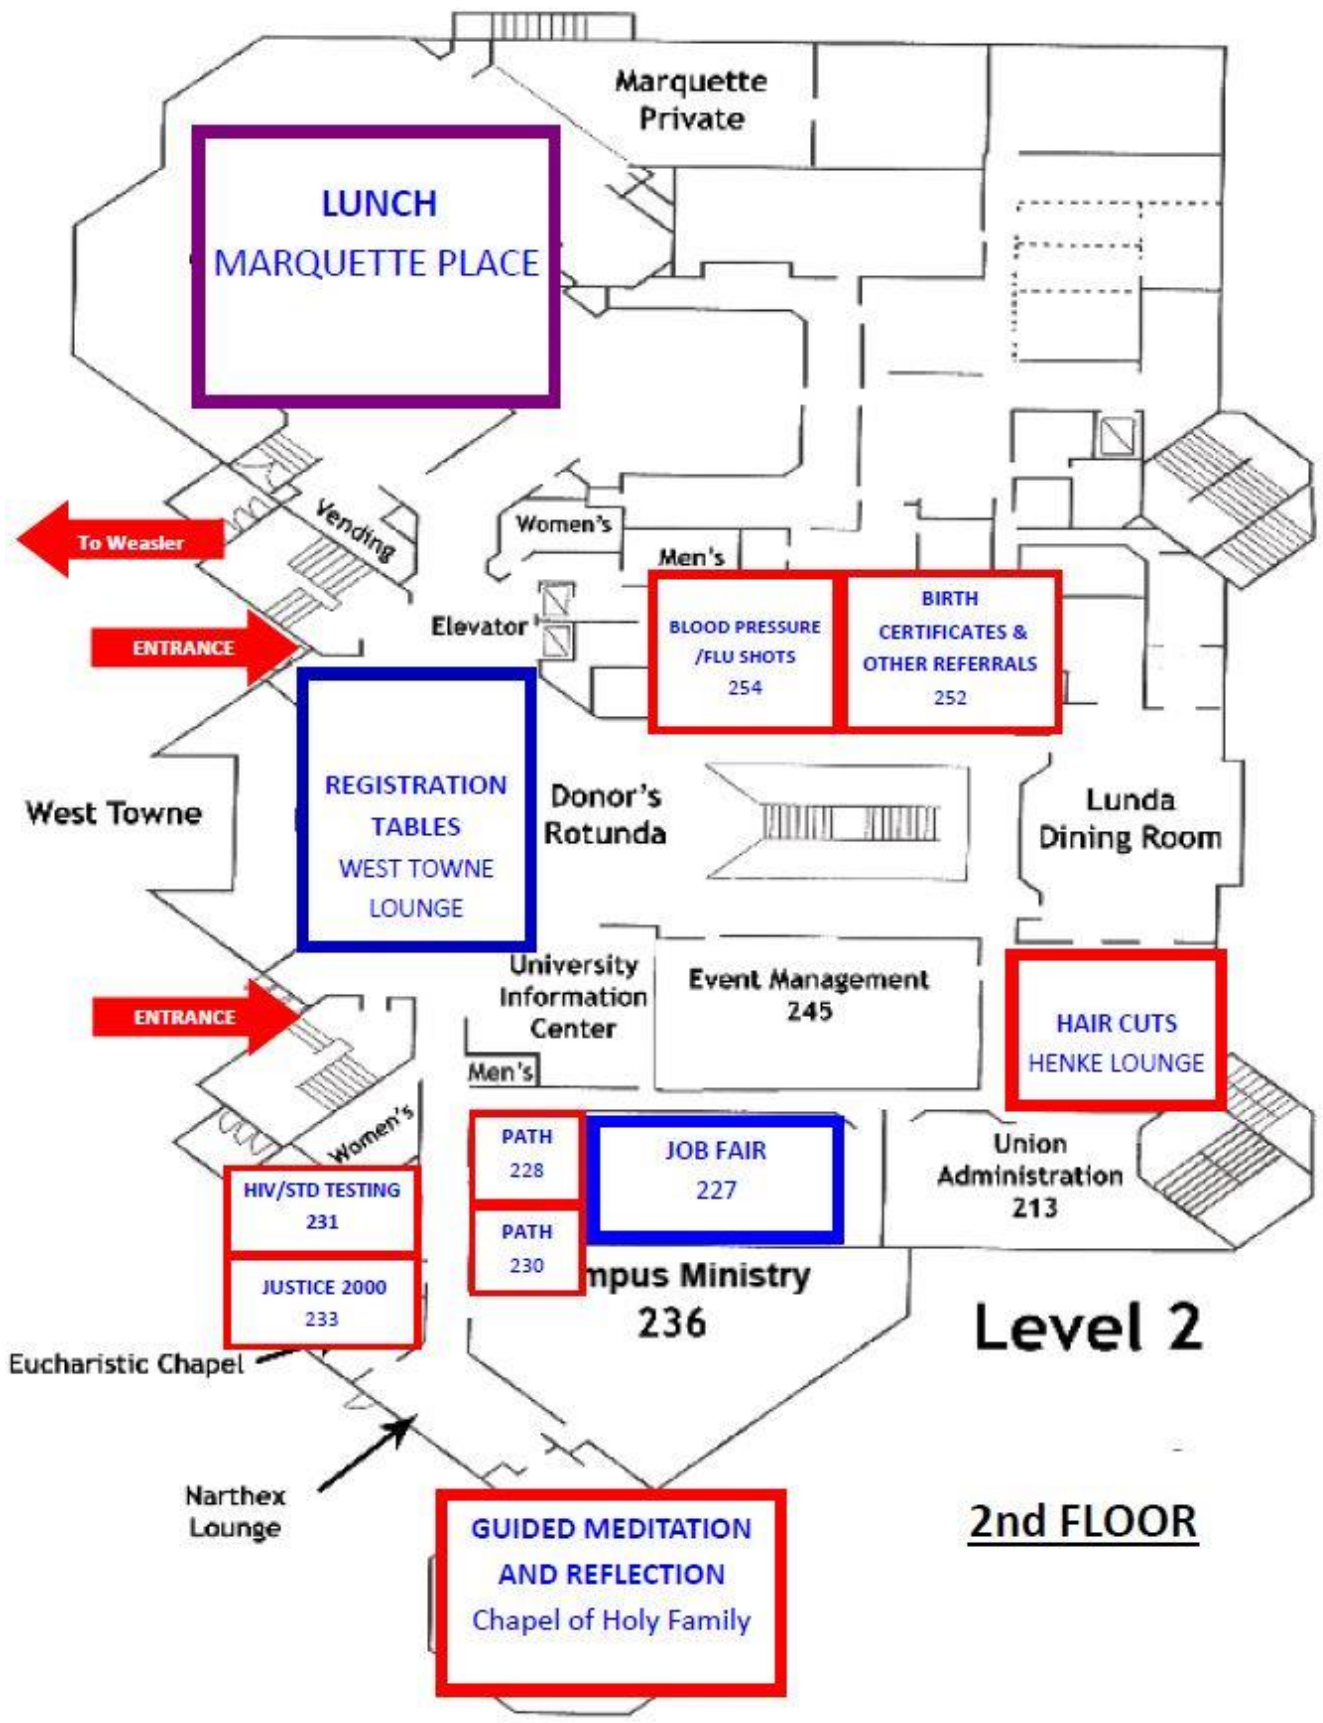 Marquette
Private
LUNCH
MARQUETTE PLACE
Vending
Women's
Men's
To Weasler
ENTRANCE
Elevator
BLOOD PRESSURE
/FLU SHOTS
254
BIRTH
CERTIFICATES &
OTHER REFERRALS
252
West Towne
REGISTRATION
TABLES
WEST TOWNE
LOUNGE
Donor's
Rotunda
Lunda
Dining Room
University
Information
Center
Event Management
245
ENTRANCE
HAIR CUTS
HENKE LOUNGE
Men's
Women's
PATH
228
JOB FAIR
227
Union
Administration
213
HIV/STD TESTING
231
PATH
230
JUSTICE 2000
233
mpus Ministry
236
Level 2
Eucharistic Chapel
Narthex
Lounge
2nd FLOOR
GUIDED MEDITATION
AND REFLECTION
Chapel of Holy Family